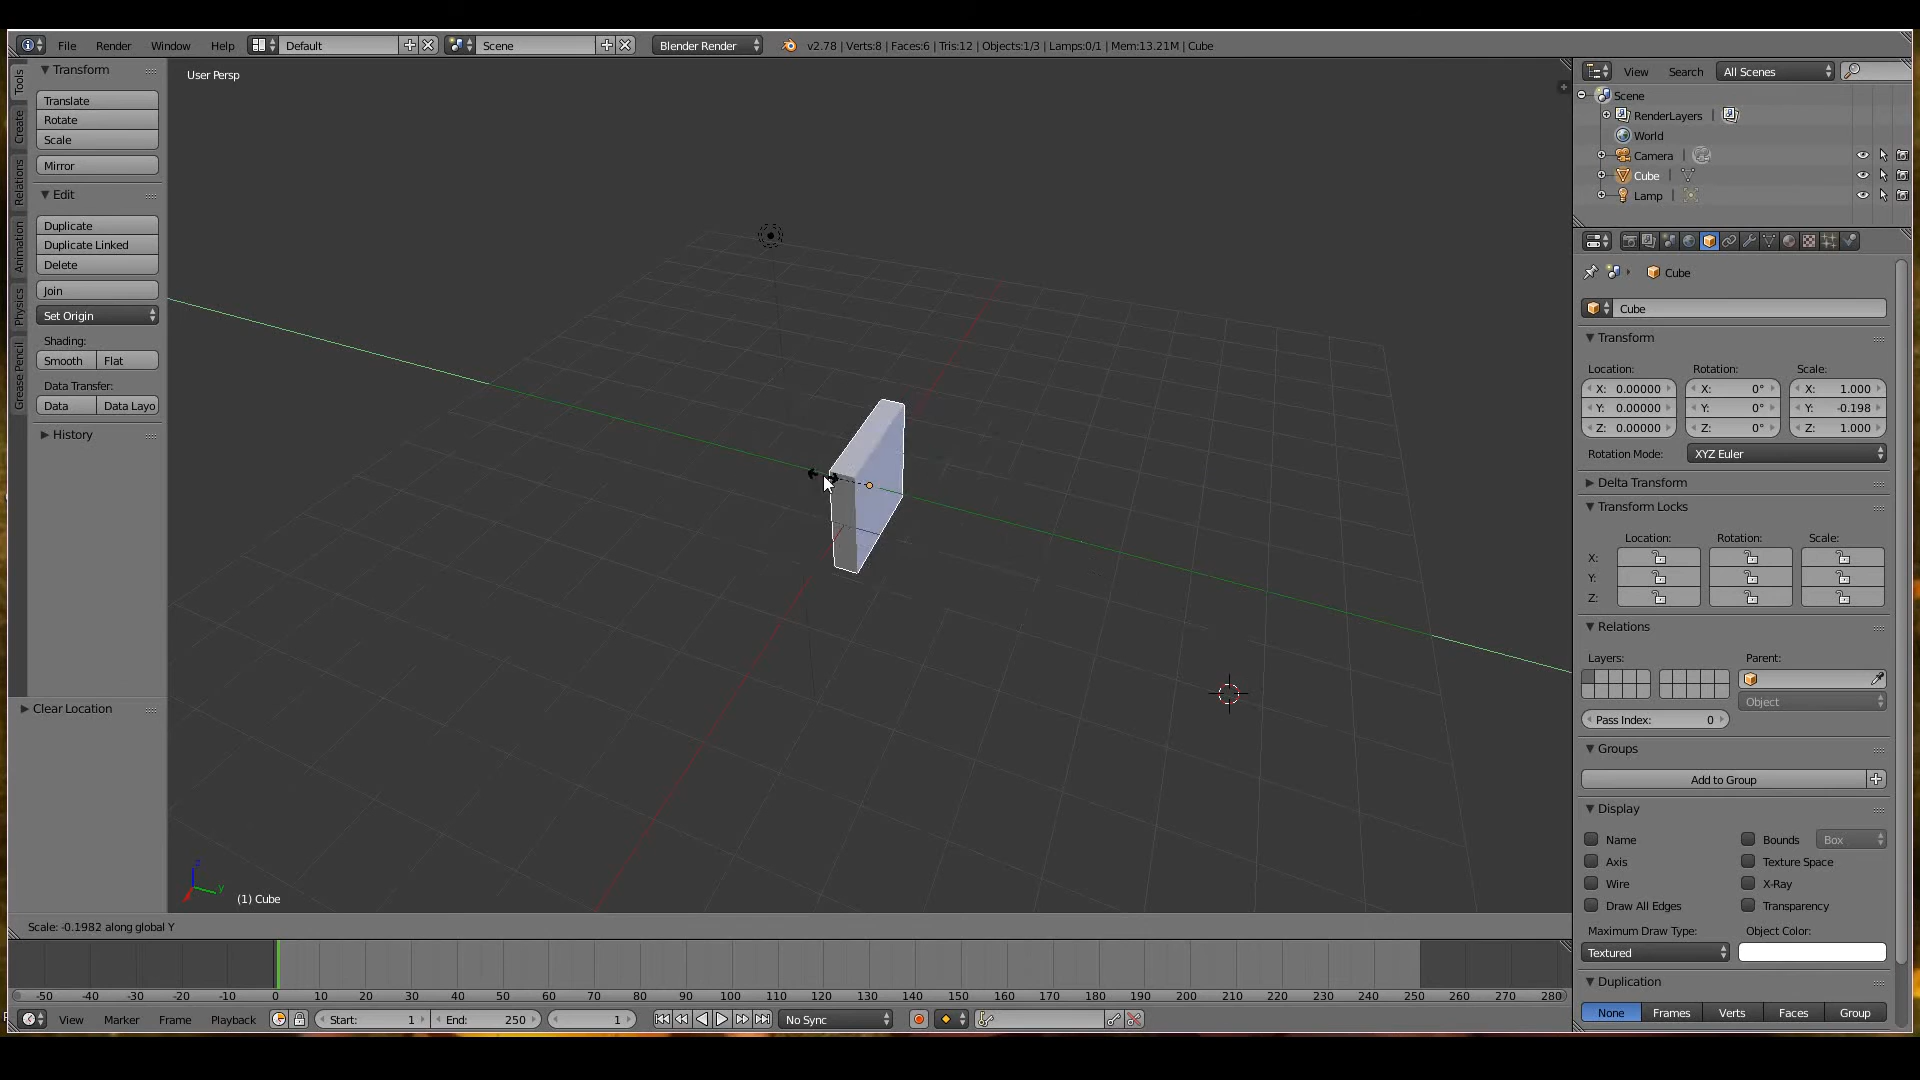 File Render Window Help Default Scene Blender Render v2.78 | Verts:8 | Faces:6 | Tris:12 | Objects:1/3 | Lamps:0/1 | Mem:13.21M | Cube
Tools
Create
Relations
Animation
Physics
Grease Pencil
Transform
Translate
Rotate
Scale
Mirror
Edit
Duplicate
Duplicate Linked
Delete
Join
Set Origin
Shading:
Smooth Flat
Data Transfer:
Data Data Layo
History
Clear Location
User Persp
z
y
(1) Cube
Scale: -0.1982 along global Y
View Search All Scenes
Scene
RenderLayers |
World
Camera |
Cube |
Lamp |
Cube
Cube
Transform
Location: Rotation: Scale:
X: 0.00000 X: 0° X: 1.000
Y: 0.00000 Y: 0° Y: -0.198
Z: 0.00000 Z: 0° Z: 1.000
Rotation Mode: XYZ Euler
Delta Transform
Transform Locks
Location: Rotation: Scale:
X:
Y:
Z:
Relations
Layers: Parent:
Object
Pass Index: 0
Groups
Add to Group
Display
Name Bounds Box
Axis Texture Space
Wire X-Ray
Draw All Edges Transparency
Maximum Draw Type: Object Color:
Textured
Duplication
None Frames Verts Faces Group
-50 -40 -30 -20 -10 0 10 20 30 40 50 60 70 80 90 100 110 120 130 140 150 160 170 180 190 200 210 220 230 240 250 260 270 280
View Marker Frame Playback Start: 1 End: 250 1 No Sync